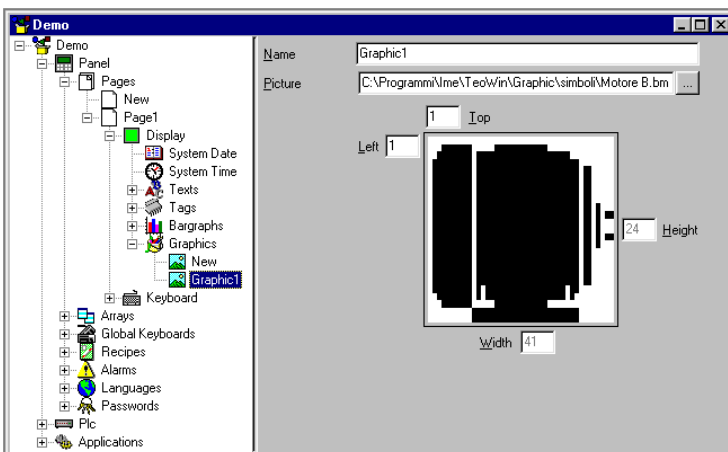 Demo
Demo
Panel
Pages
New
Page1
Display
System Date
System Time
Texts
Tags
Bargraphs
Graphics
New
Graphic1
Keyboard
Arrays
Global Keyboards
Recipes
Alarms
Languages
Passwords
Plc
Applications
Name Graphic1
Picture C:\Programmi\Ime\TeoWin\Graphic\simboli\Motore B.bm ...
1 Top
Left 1
24 Height
Width 41